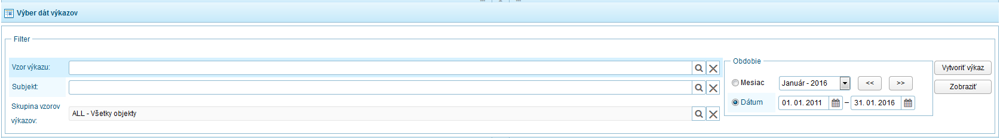 Výber dát výkazov
Filter
Vzor výkazu:
Subjekt:
Skupina vzorov
výkazov:
ALL - Všetky objekty
Obdobie
Mesiac
Január - 2016
<<
>>
Dátum
01. 01. 2011
–
31. 01. 2016
Vytvoriť výkaz
Zobraziť